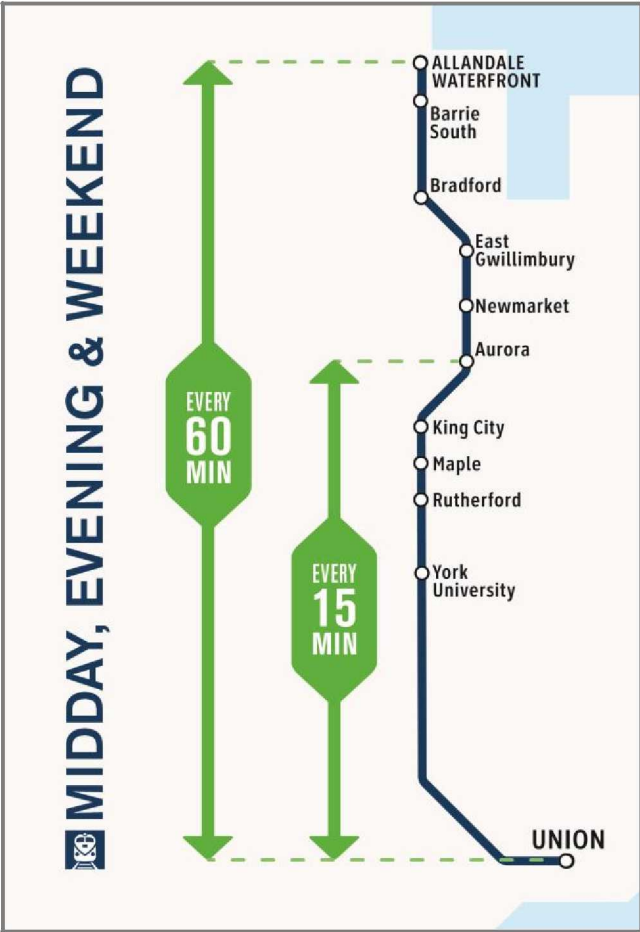 MIDDAY, EVENING & WEEKEND
EVERY
60
MIN
EVERY
15
MIN
ALLANDALE
WATERFRONT
Barrie
South
Bradford
East
Gwillimbury
Newmarket
Aurora
King City
Maple
Rutherford
York
University
UNION